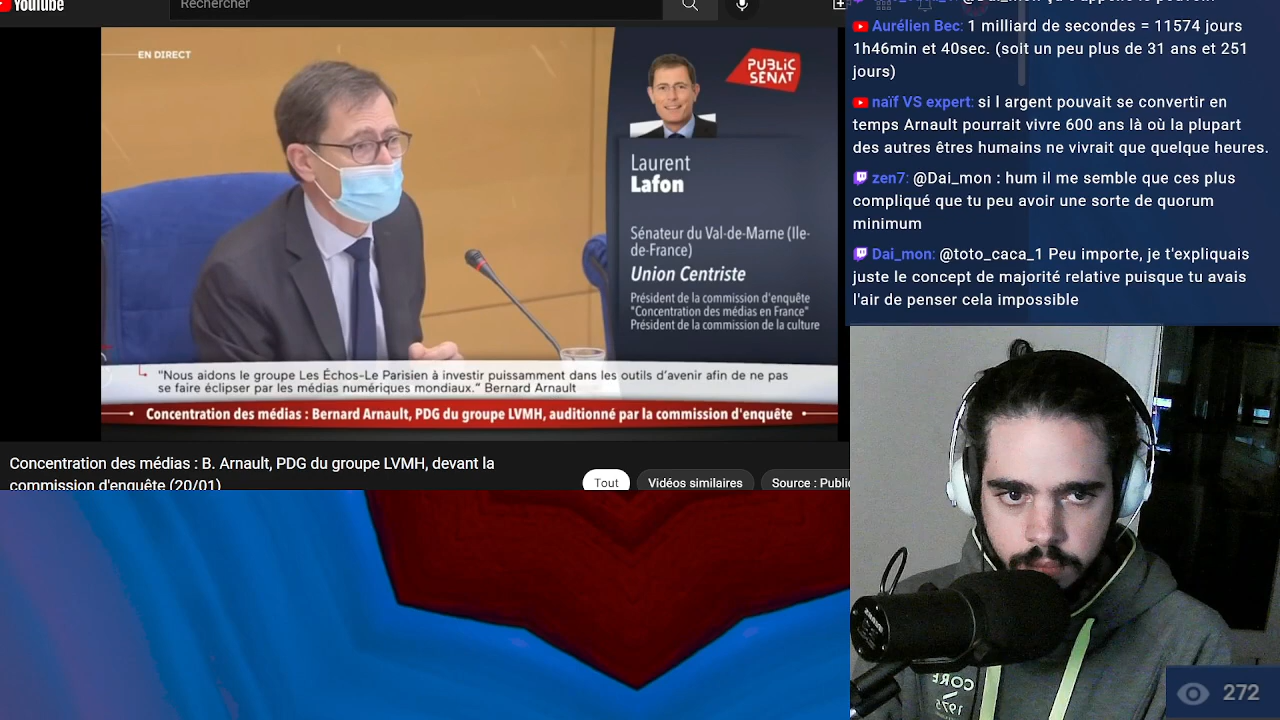 YouTube
Rechercher
EN DIRECT
PUBLIC
SÉNAT
Laurent
Lafon
Sénateur du Val-de-Marne (Ile-
de-France)
Union Centriste
Président de la commission d'enquête
"Concentration des médias en France"
Président de la commission de la culture
"Nous aidons le groupe Les Échos-Le Parisien à investir puissamment dans les outils d'avenir afin de ne pas
se faire éclipser par les médias numériques mondiaux." Bernard Arnault
Concentration des médias : Bernard Arnault, PDG du groupe LVMH, auditionné par la commission d'enquête
Concentration des médias : B. Arnault, PDG du groupe LVMH, devant la
commission d'enquête (20/01)
Tout
Vidéos similaires
Source : Public
Aurélien Bec: 1 milliard de secondes = 11574 jours
1h46min et 40sec. (soit un peu plus de 31 ans et 251
jours)
naïf VS expert: si l argent pouvait se convertir en
temps Arnault pourrait vivre 600 ans là où la plupart
des autres êtres humains ne vivrait que quelque heures.
zen7: @Dai_mon : hum il me semble que ces plus
compliqué que tu peu avoir une sorte de quorum
minimum
Dai_mon: @toto_caca_1 Peu importe, je t'expliquais
juste le concept de majorité relative puisque tu avais
l'air de penser cela impossible
CORE
272